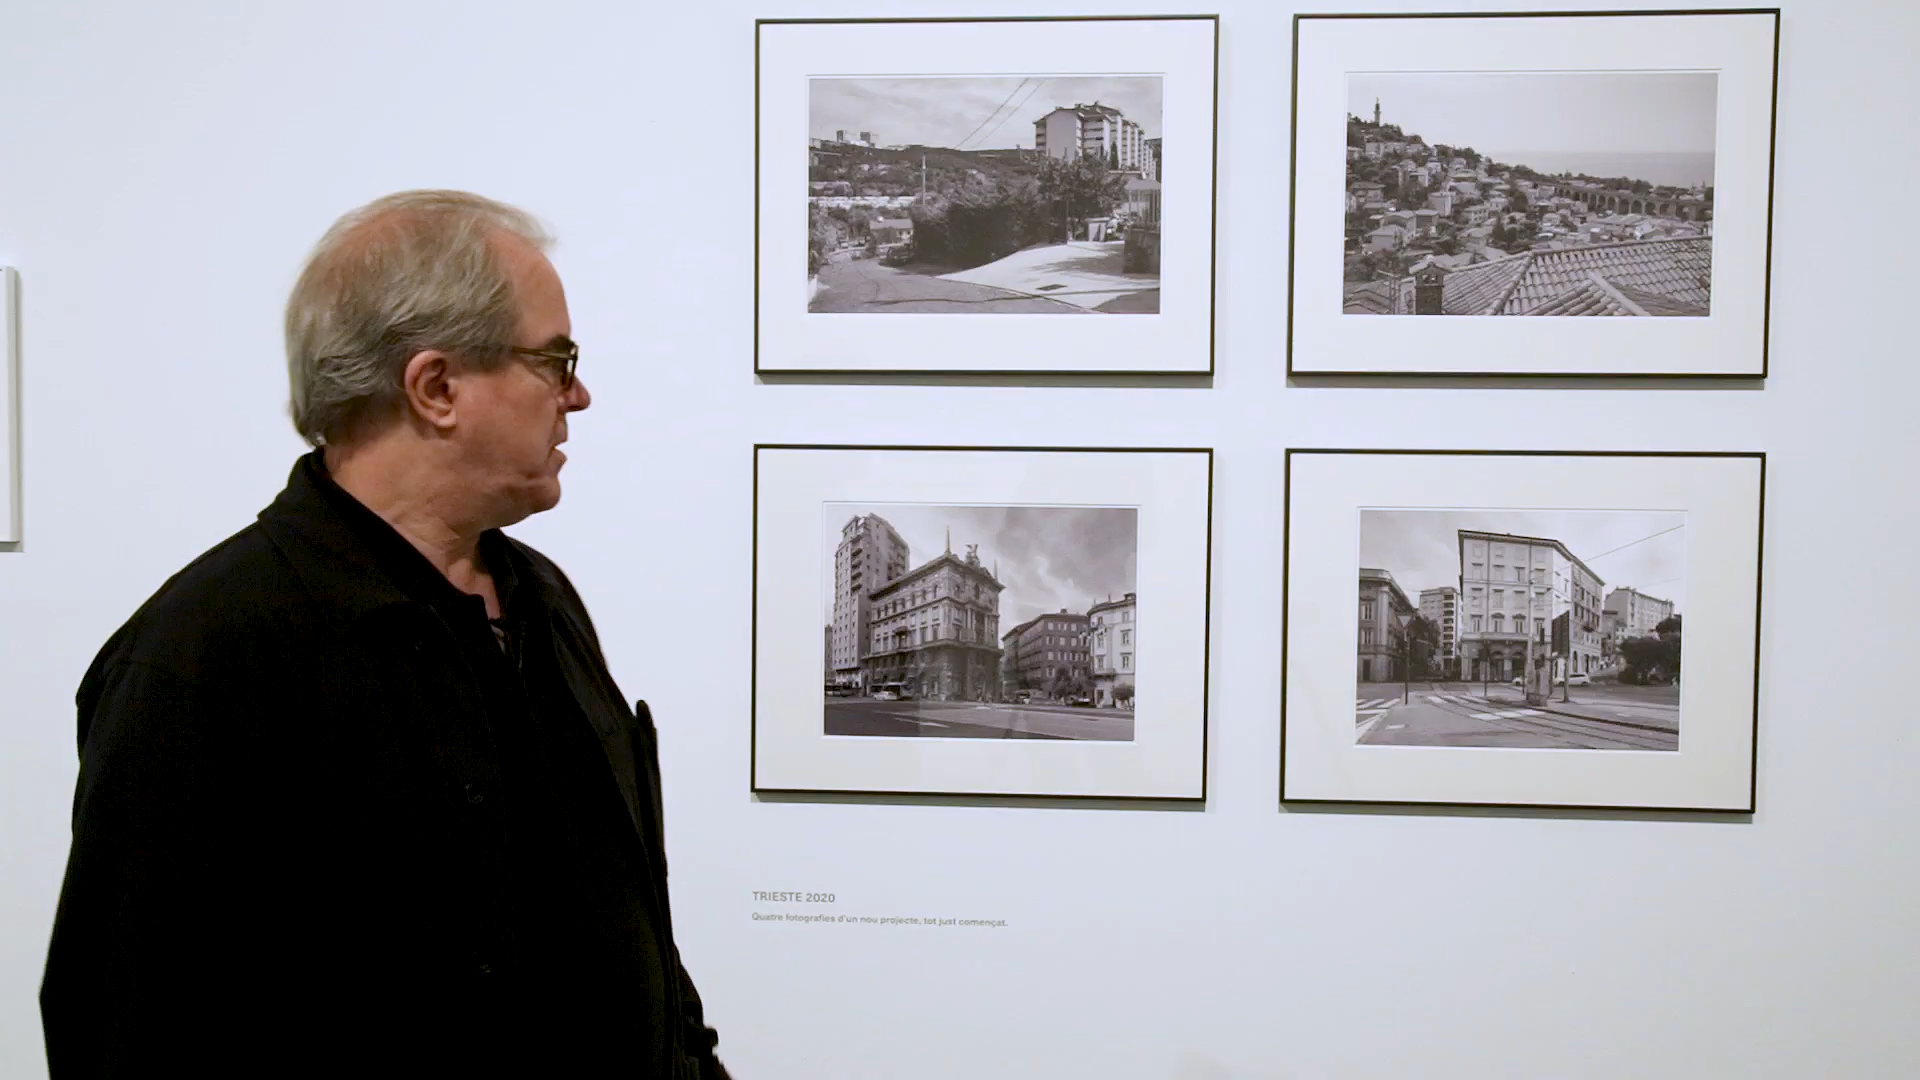 TRIESTE 2020
Quatre fotografies d'un nou projecte, tot just començat.